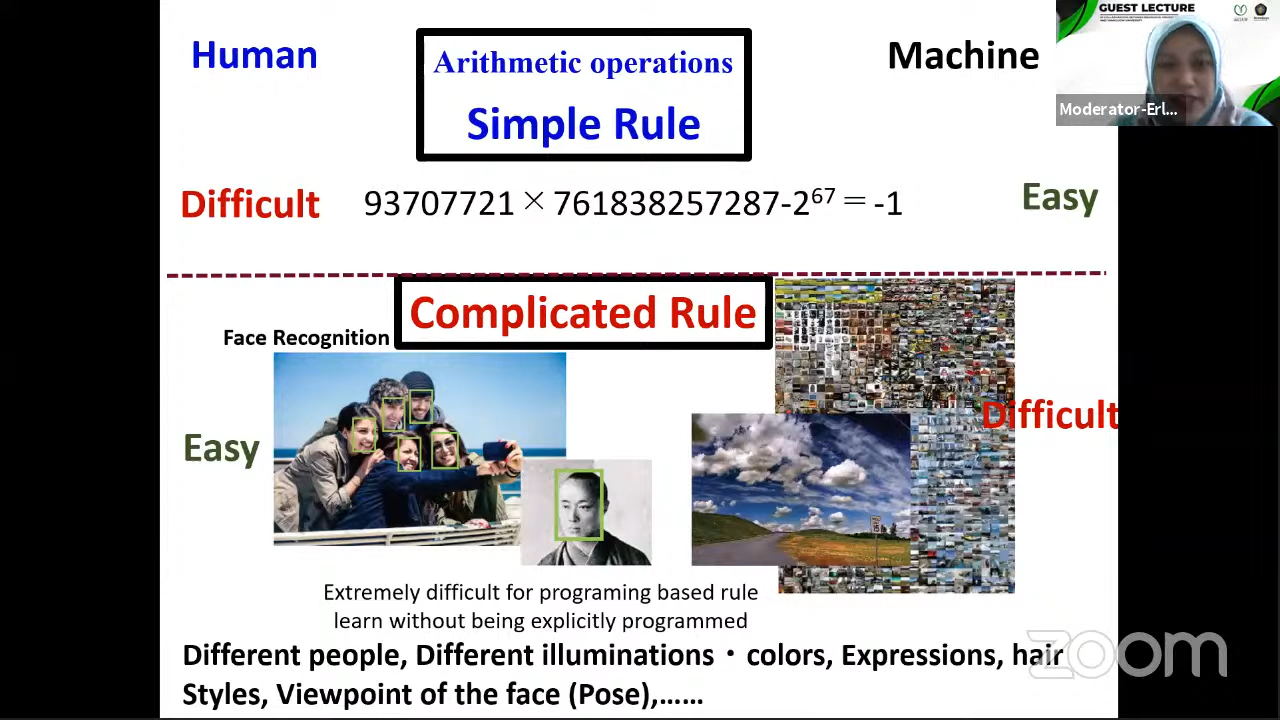 GUEST LECTURE
Human
Arithmetic operations
Simple Rule
Machine
Moderator-Erl...
Difficult
93707721×761838257287-2⁶⁷＝-1
Easy
Complicated Rule
Face Recognition
Difficult
Easy
Extremely difficult for programing based rule
learn without being explicitly programmed
Different people, Different illuminations・colors, Expressions, hair
Styles, Viewpoint of the face (Pose),......
zoom